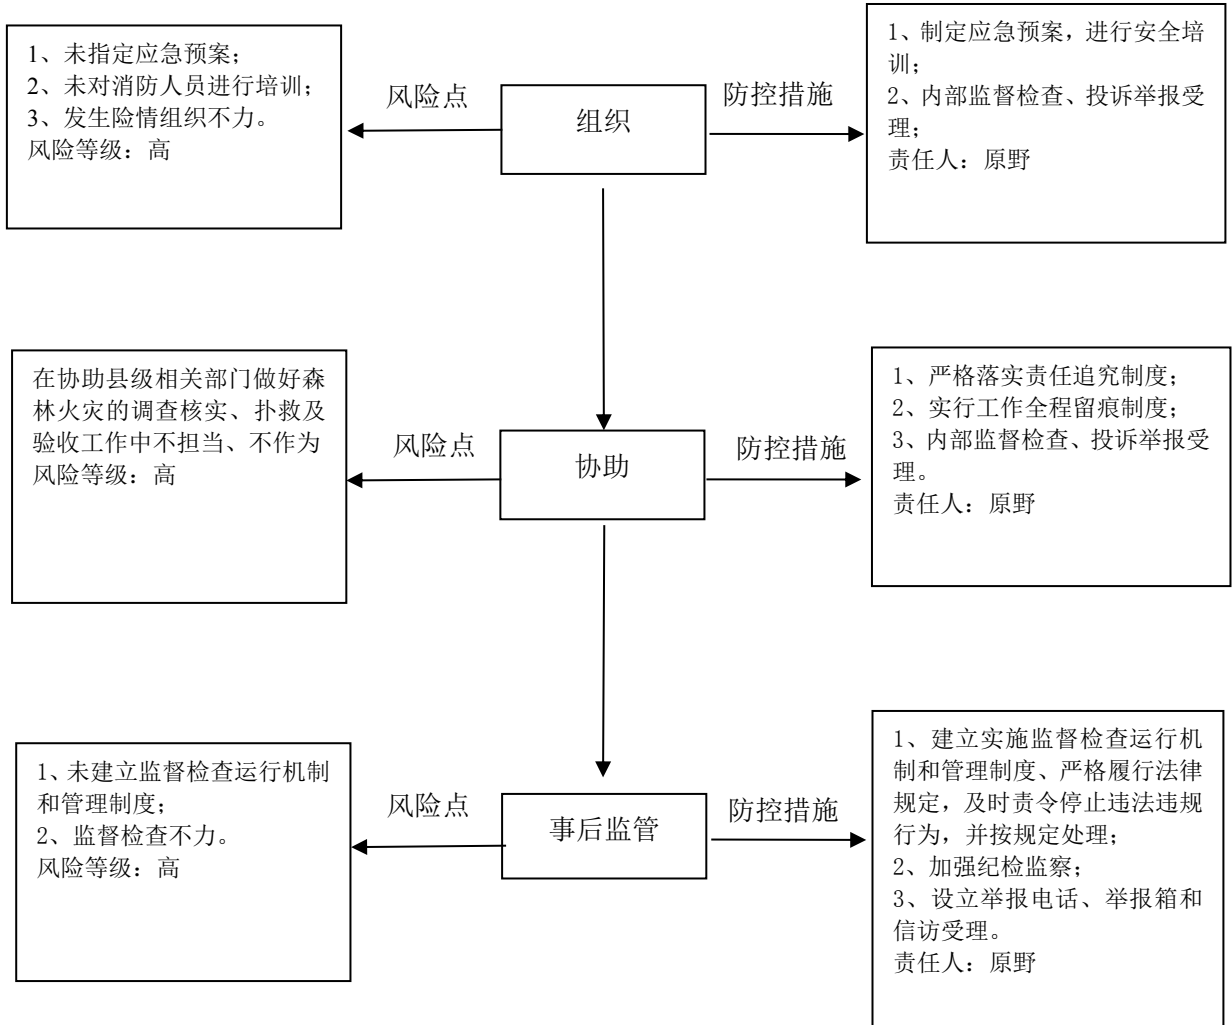 1、未指定应急预案；
2、未对消防人员进行培训；
3、发生险情组织不力。
风险等级：高
风险点
组织
防控措施
1、制定应急预案，进行安全培
训；
2、内部监督检查、投诉举报受
理；
责任人：原野
在协助县级相关部门做好森
林火灾的调查核实、扑救及
验收工作中不担当、不作为
风险等级：高
风险点
协助
防控措施
1、严格落实责任追究制度；
2、实行工作全程留痕制度；
3、内部监督检查、投诉举报受
理。
责任人：原野
1、未建立监督检查运行机制
和管理制度；
2、监督检查不力。
风险等级：高
风险点
事后监管
防控措施
1、建立实施监督检查运行机
制和管理制度、严格履行法律
规定，及时责令停止违法违规
行为，并按规定处理；
2、加强纪检监察；
3、设立举报电话、举报箱和
信访受理。
责任人：原野